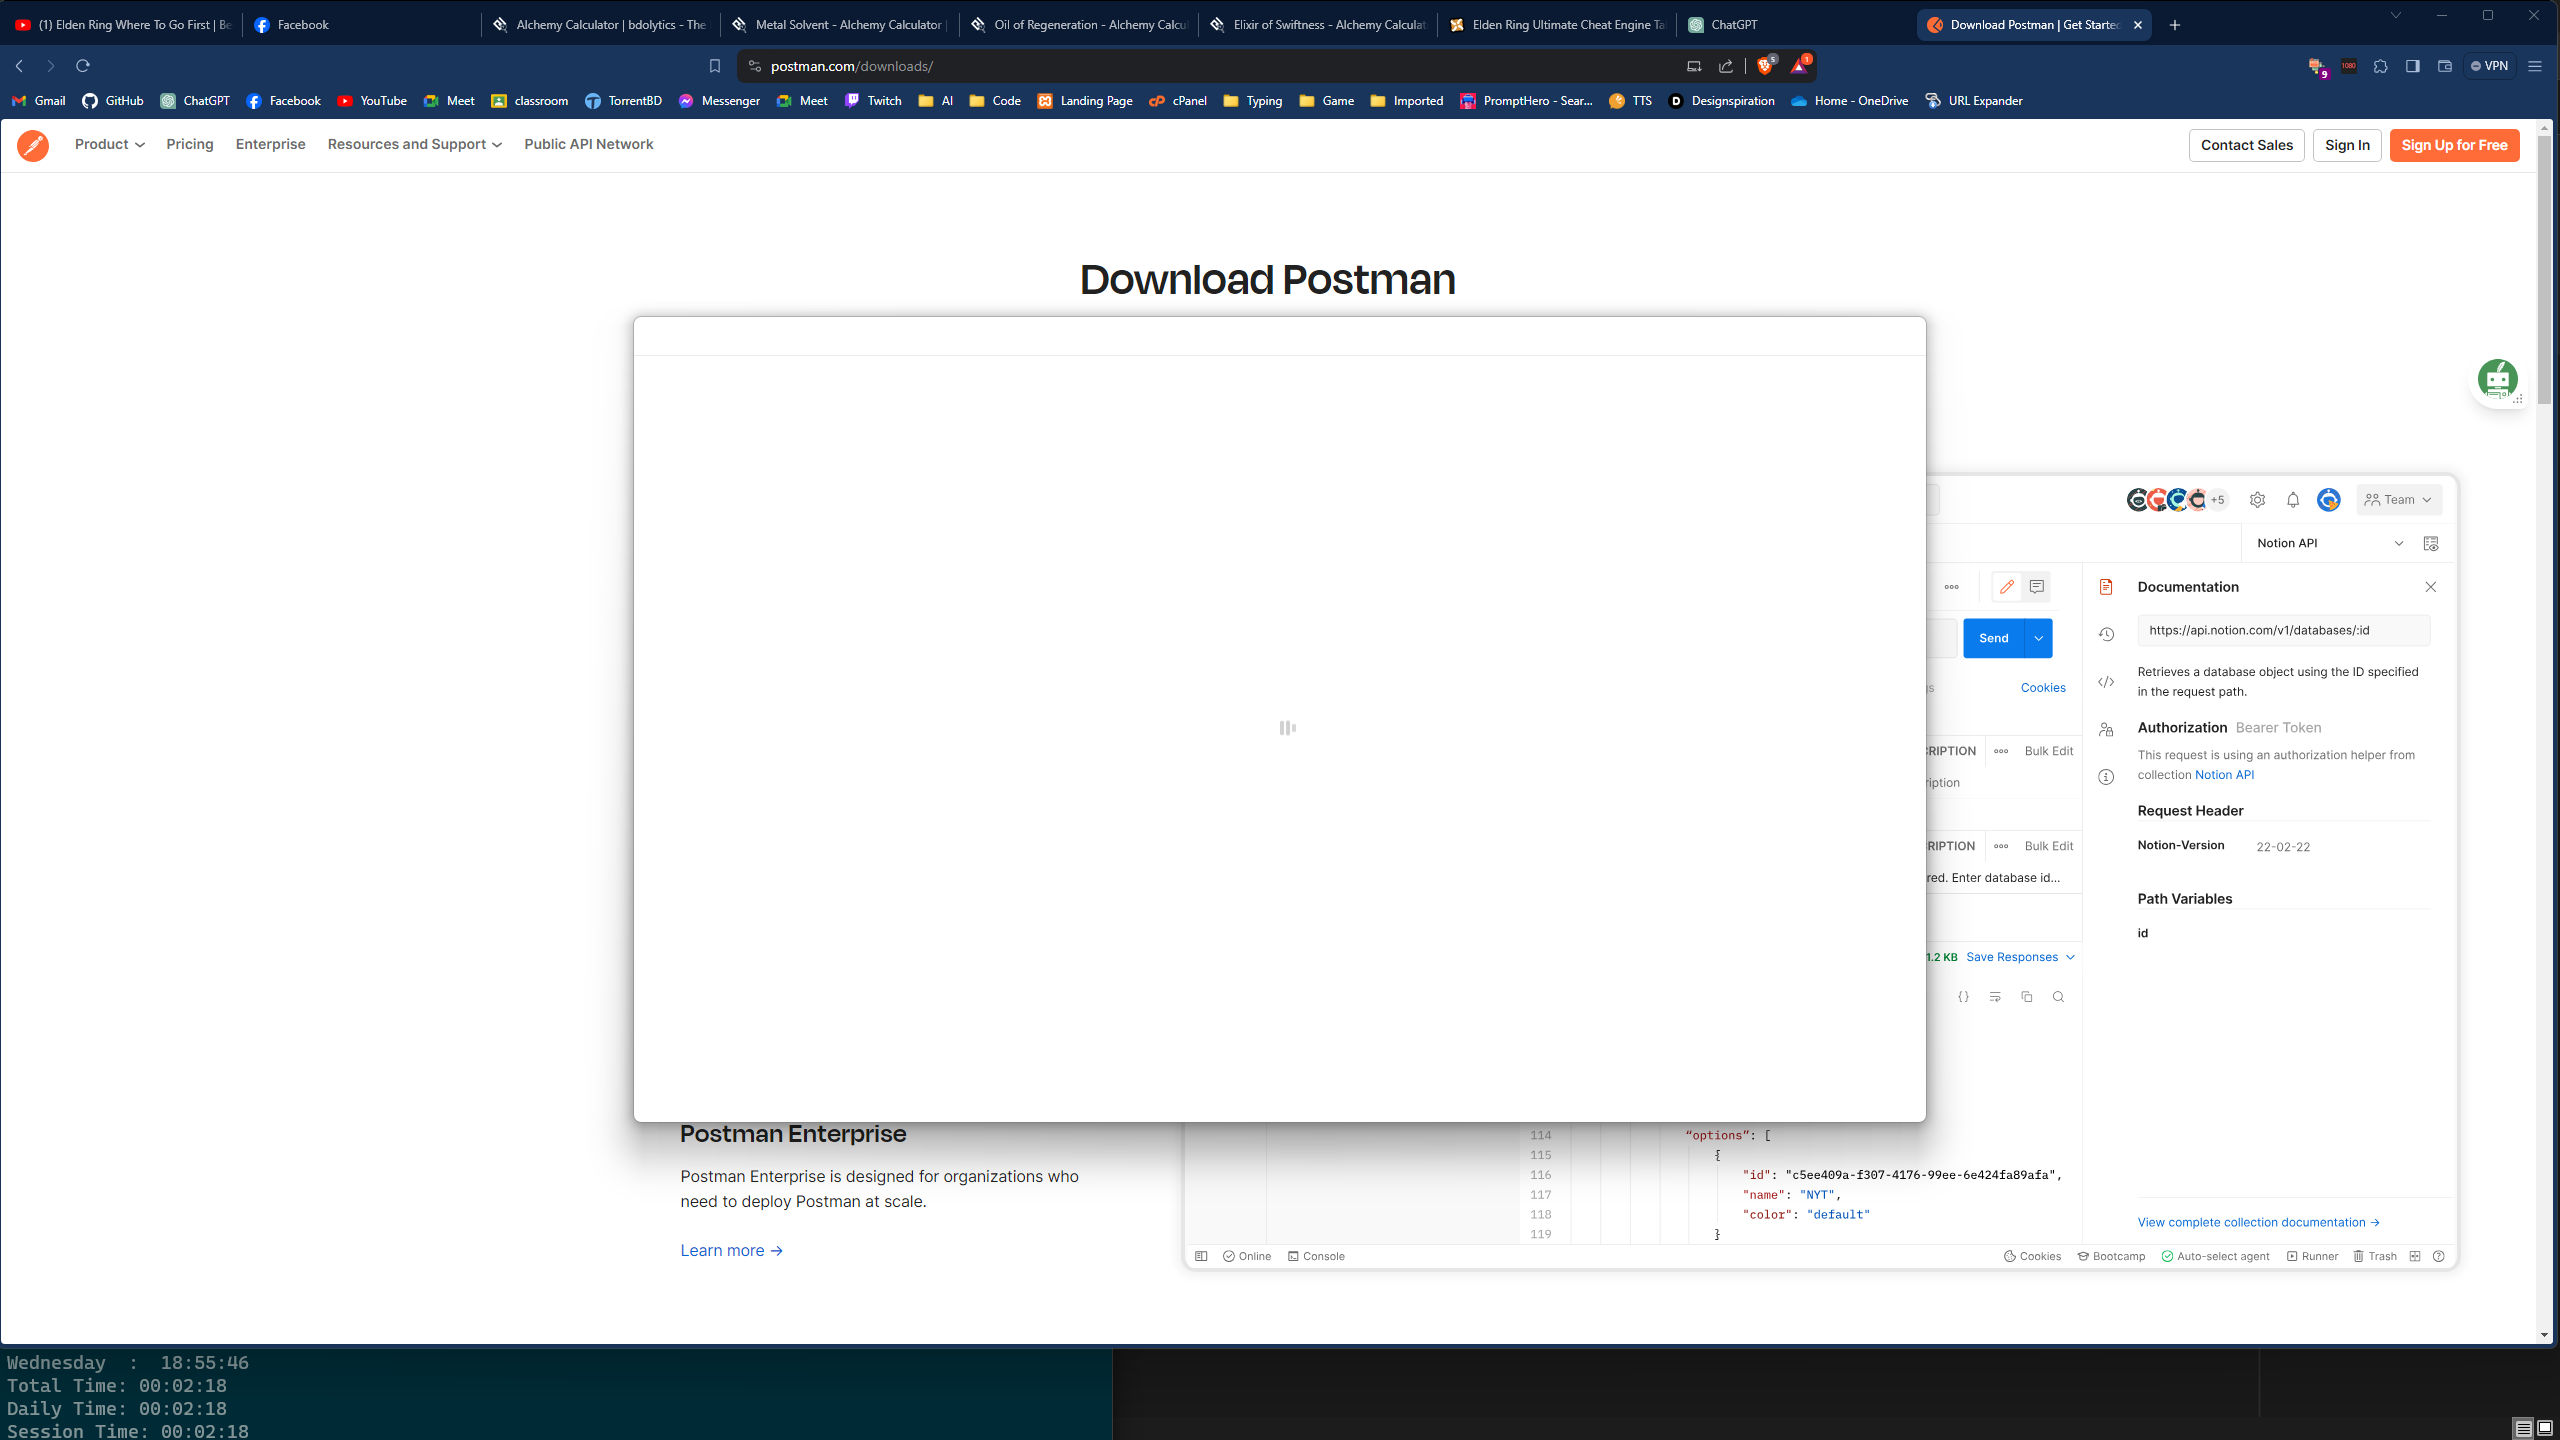 (1) Elden Ring Where To Go First | Be
Facebook
Alchemy Calculator | bdolytics - The
Metal Solvent - Alchemy Calculator |
Oil of Regeneration - Alchemy Calcul
Elixir of Swiftness - Alchemy Calculat
Elden Ring Ultimate Cheat Engine Ta
ChatGPT
Download Postman | Get Started
postman.com/downloads/
5
1
9
1080
VPN
Gmail
GitHub
ChatGPT
Facebook
YouTube
Meet
classroom
TorrentBD
Messenger
Meet
Twitch
AI
Code
Landing Page
cPanel
Typing
Game
Imported
PromptHero - Sear...
TTS
Designspiration
Home - OneDrive
URL Expander
Product
Pricing
Enterprise
Resources and Support
Public API Network
Contact Sales
Sign In
Sign Up for Free
Download Postman
+5
Team
Notion API
Documentation
Send
https://api.notion.com/v1/databases/:id
Retrieves a database object using the ID specified
in the request path.
gs
Cookies
Authorization Bearer Token
CRIPTION
Bulk Edit
This request is using an authorization helper from
collection Notion API
ription
Request Header
RIPTION
Bulk Edit
Notion-Version 22-02-22
red. Enter database id...
Path Variables
id
1.2 KB Save Responses
{}
Postman Enterprise
Postman Enterprise is designed for organizations who
need to deploy Postman at scale.
Learn more →
114 “options”: [
115 {
116 "id": "c5ee409a-f307-4176-99ee-6e424fa89afa",
117 "name": "NYT",
118 "color": "default"
119 }
View complete collection documentation →
Online
Console
Cookies
Bootcamp
Auto-select agent
Runner
Trash
Wednesday : 18:55:46
Total Time: 00:02:18
Daily Time: 00:02:18
Session Time: 00:02:18